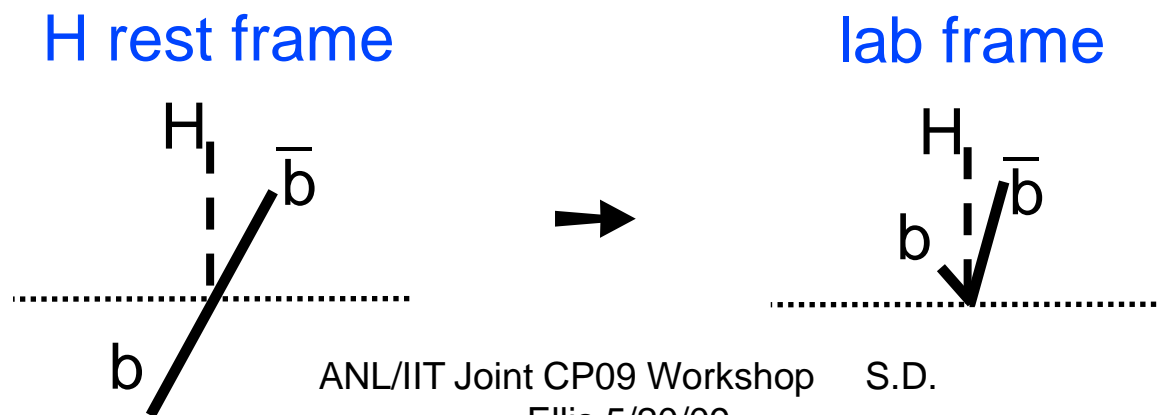 H rest frame lab frame
H b̅ H b̅
b
b ANL/IIT Joint CP09 Workshop S.D.